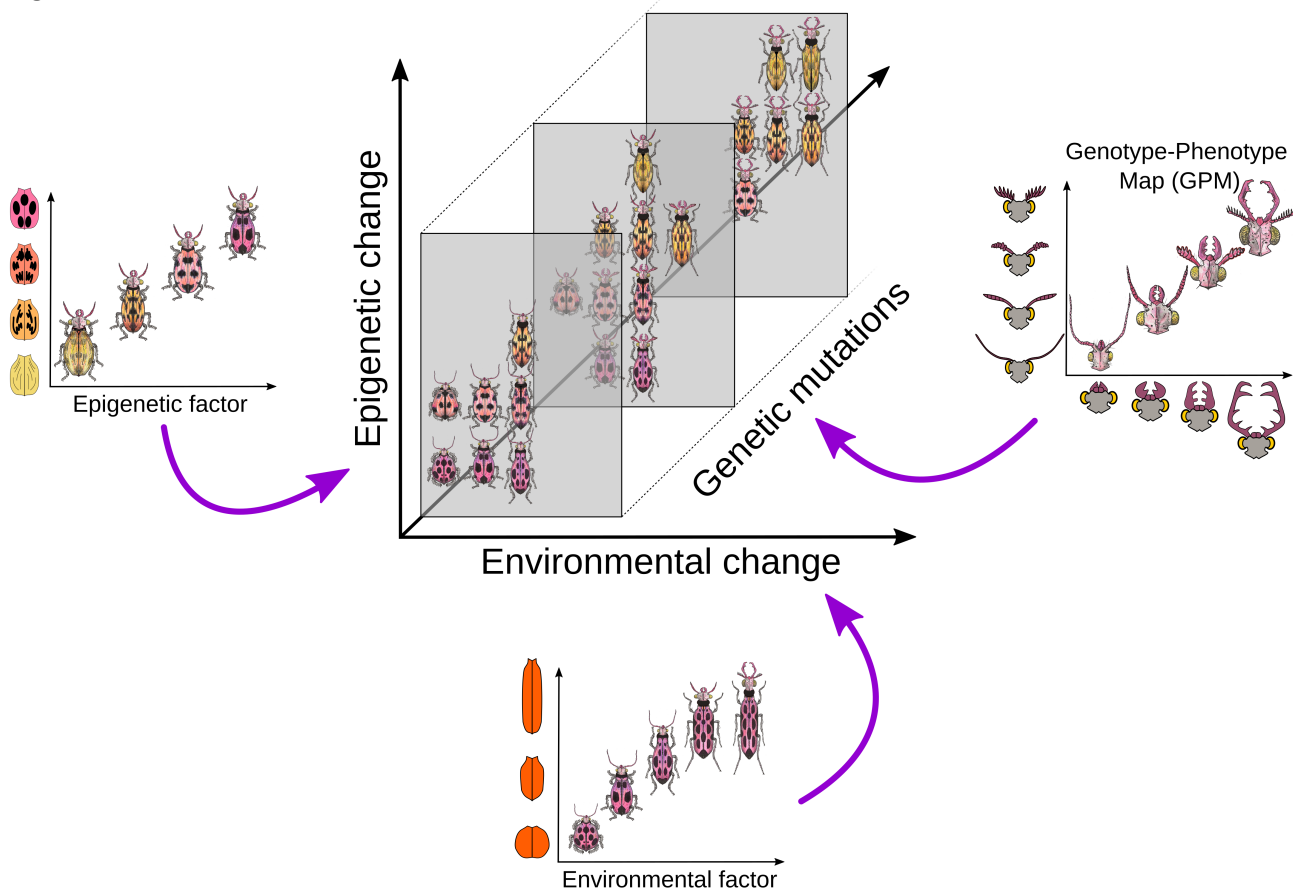 Epigenetic change
Genetic mutations
Environmental change
Epigenetic factor
Genotype-Phenotype
Map (GPM)
Environmental factor